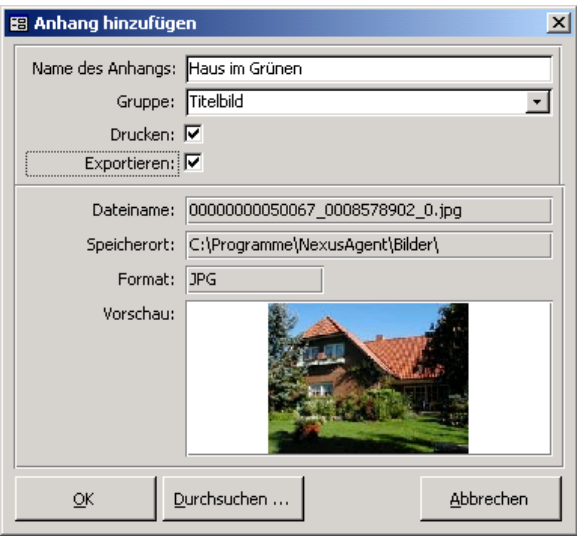 Anhang hinzufügen
Name des Anhangs: Haus im Grünen
Gruppe: Titelbild
Drucken:
Exportieren:
Dateiname: 00000000050067_0008578902_0.jpg
Speicherort: C:\Programme\NexusAgent\Bilder\
Format: JPG
Vorschau:
OK Durchsuchen ... Abbrechen